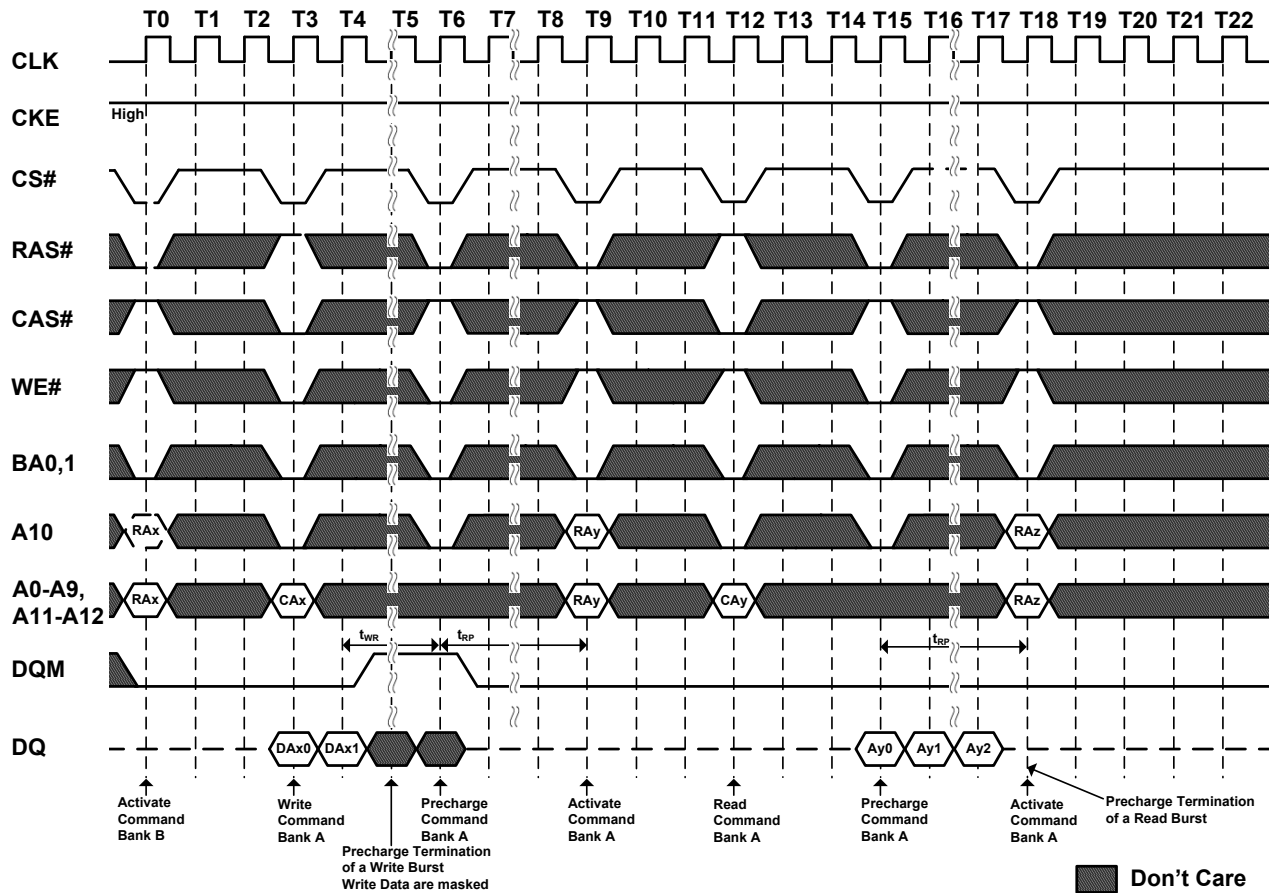 T0 T1 T2 T3 T4 T5 T6 T7 T8 T9 T10 T11 T12 T13 T14 T15 T16 T17 T18 T19 T20 T21 T22
CLK
CKE
High
CS#
RAS#
CAS#
WE#
BA0,1
A10
RAx RAy RAz
A0-A9,
A11-A12
RAx CAx RAy CAy RAz
tWR tRP tRP
DQM
DQ
DAx0 DAx1 Ay0 Ay1 Ay2
Activate
Command
Bank B
Write
Command
Bank A
Precharge Termination
of a Write Burst
Write Data are masked
Precharge
Command
Bank A
Activate
Command
Bank A
Read
Command
Bank A
Precharge
Command
Bank A
Activate
Command
Bank A
Precharge Termination
of a Read Burst
Don't Care